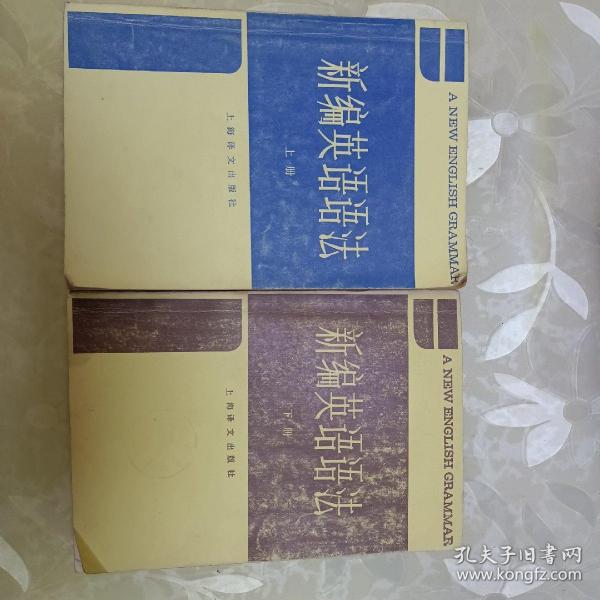 A NEW ENGLISH GRAMMAR
新编英语语法
上册
上海译文出版社
A NEW ENGLISH GRAMMAR
新编英语语法
下册
上海译文出版社
孔夫子旧书网
www.kongfz.com